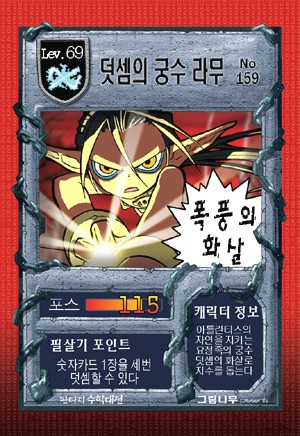 Lev.69
덧셈의 궁수 라무
No
159
폭풍의
화살
포스 115
필살기 포인트
숫자카드 1장을 세번
덧셈할 수 있다
캐릭터 정보
아틀란티스의
자연을 지키는
요정족의 궁수
덧셈의 화살로
지수를 돕는다
판타지 수학대전
그림나무